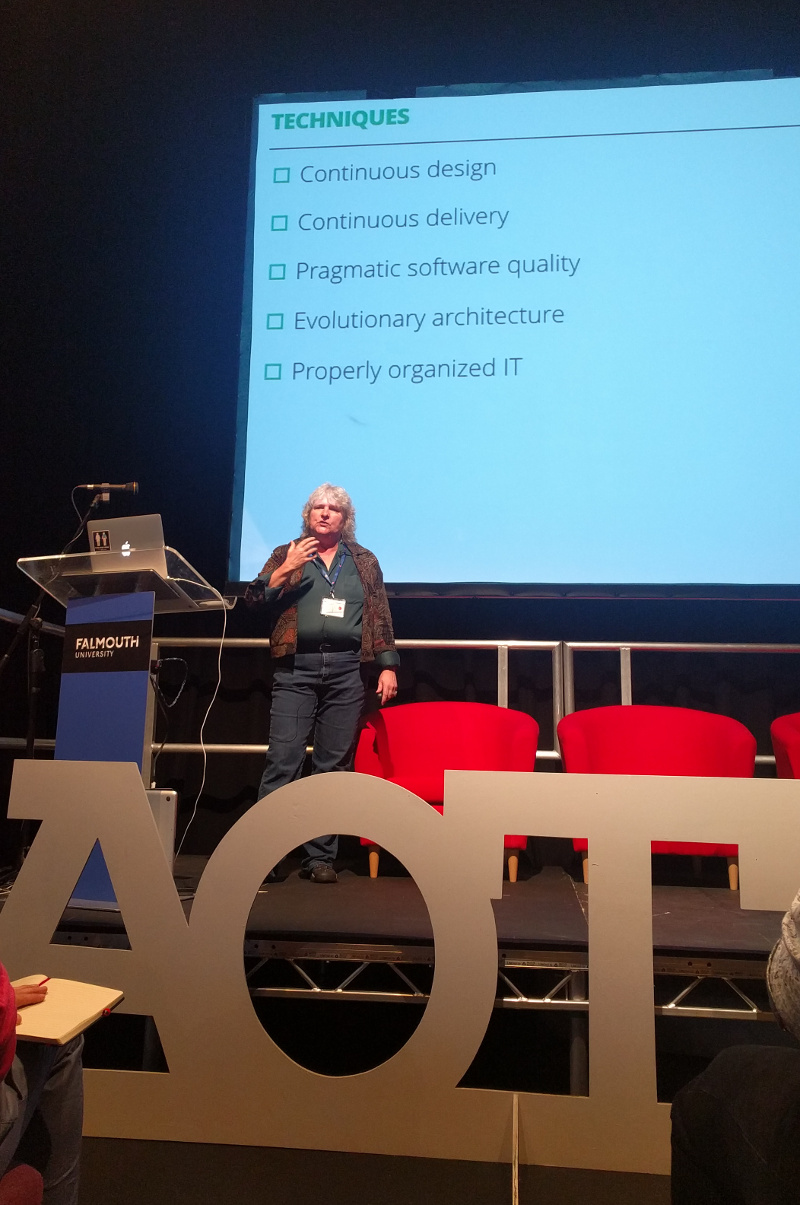 TECHNIQUES
Continuous design
Continuous delivery
Pragmatic software quality
Evolutionary architecture
Properly organized IT
FALMOUTH
UNIVERSITY
AOT